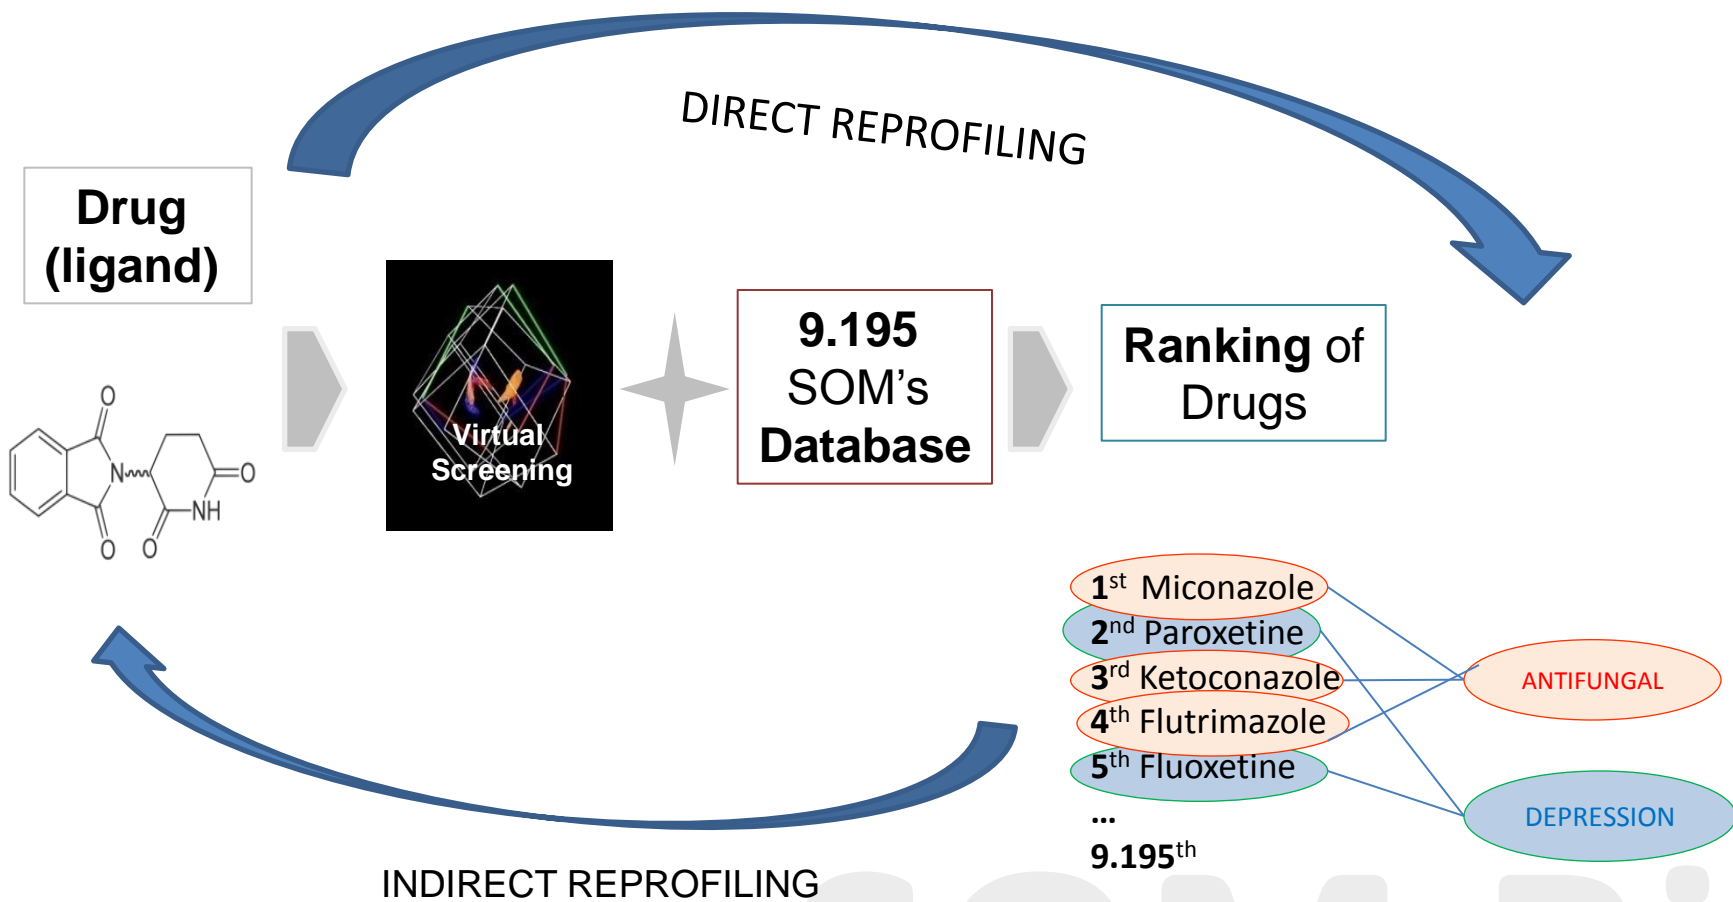 DIRECT REPROFILING
Drug
(ligand)
Virtual
Screening
9.195
SOM's
Database
Ranking of
Drugs
O
N
O
O
NH
O
1st Miconazole
2nd Paroxetine
3rd Ketoconazole
4th Flutrimazole
5th Fluoxetine
...
9.195th
ANTIFUNGAL
DEPRESSION
INDIRECT REPROFILING